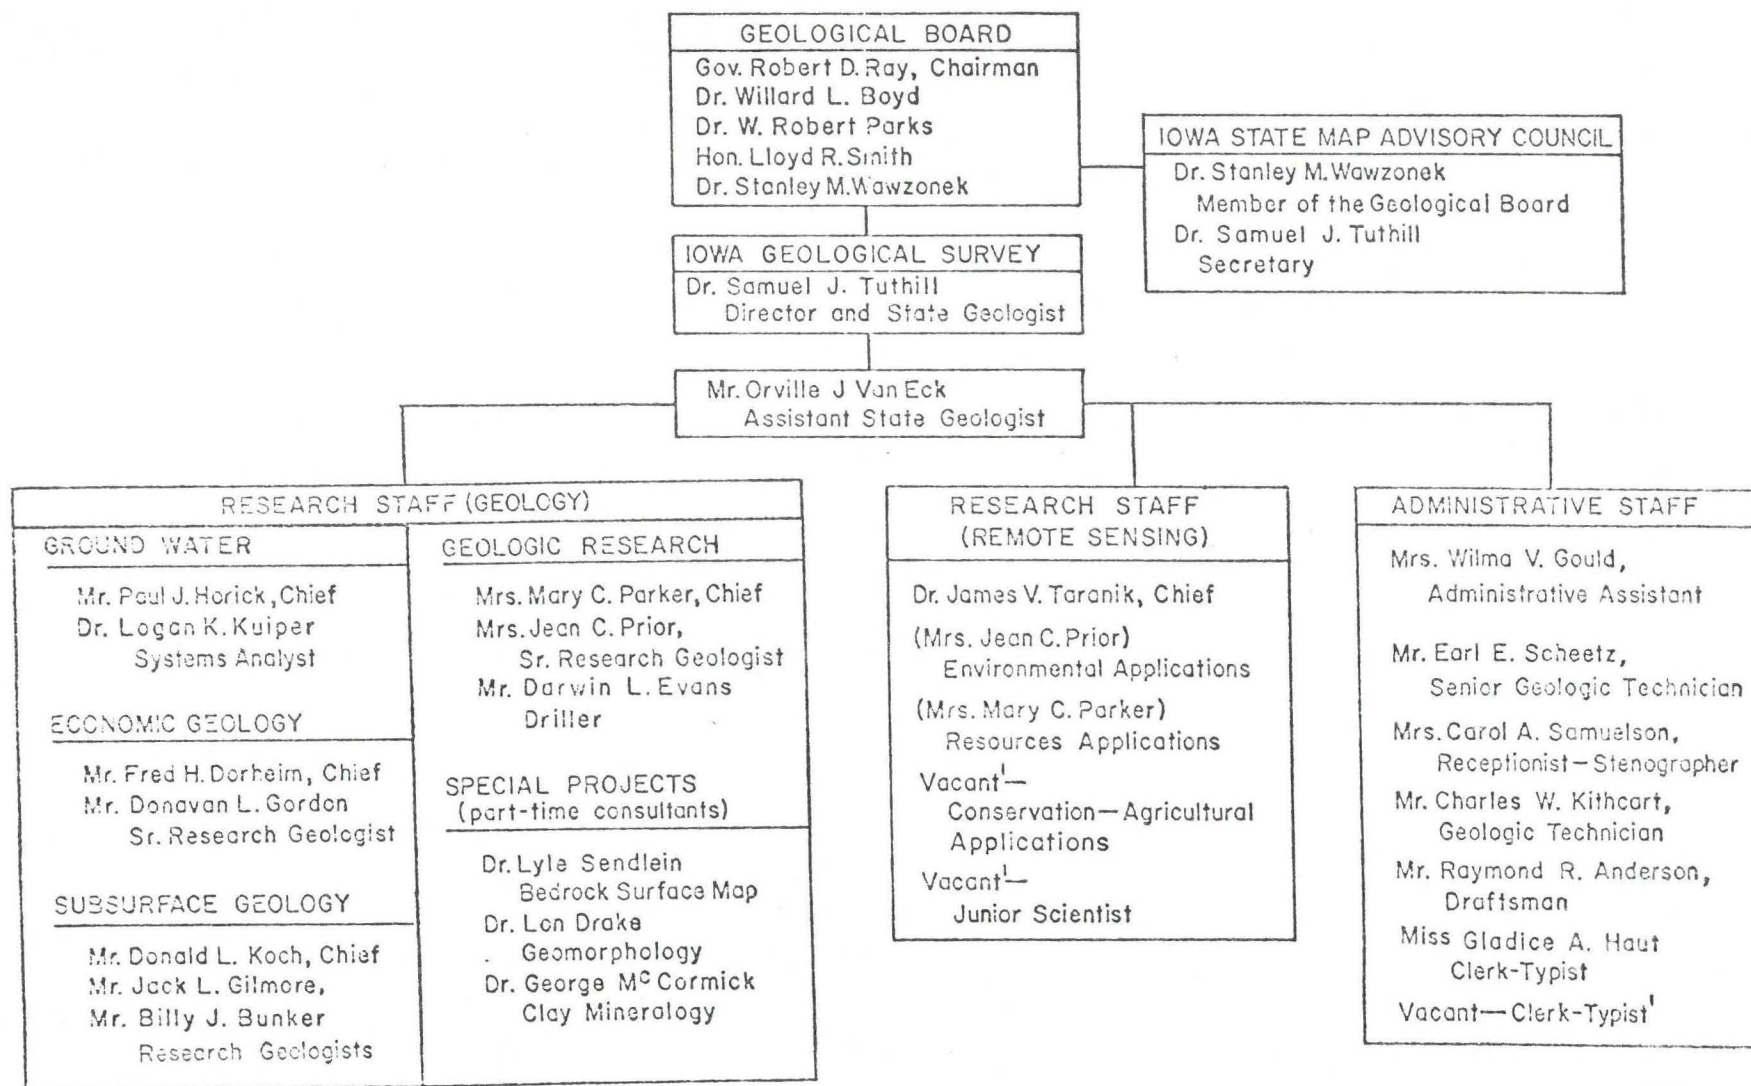 GEOLOGICAL BOARD
Gov. Robert D. Ray, Chairman
Dr. Willard L. Boyd
Dr. W. Robert Parks
Hon. Lloyd R. Smith
Dr. Stanley M. Wawzonek
IOWA STATE MAP ADVISORY COUNCIL
Dr. Stanley M. Wawzonek
Member of the Geological Board
Dr. Samuel J. Tuthill
Secretary
IOWA GEOLOGICAL SURVEY
Dr. Samuel J. Tuthill
Director and State Geologist
Mr. Orville J Van Eck
Assistant State Geologist
RESEARCH STAFF (GEOLOGY)
GROUND WATER
Mr. Paul J. Horick, Chief
Dr. Logan K. Kuiper
Systems Analyst
ECONOMIC GEOLOGY
Mr. Fred H. Dorheim, Chief
Mr. Donavan L. Gordon
Sr. Research Geologist
SUBSURFACE GEOLOGY
Mr. Donald L. Koch, Chief
Mr. Jack L. Gilmore,
Mr. Billy J. Bunker
Research Geologists
GEOLOGIC RESEARCH
Mrs. Mary C. Parker, Chief
Mrs. Jean C. Prior,
Sr. Research Geologist
Mr. Darwin L. Evans
Driller
SPECIAL PROJECTS
(part-time consultants)
Dr. Lyle Sendlein
Bedrock Surface Map
Dr. Lon Drake
Geomorphology
Dr. George McCormick
Clay Mineralogy
RESEARCH STAFF
(REMOTE SENSING)
Dr. James V. Taranik, Chief
(Mrs. Jean C. Prior)
Environmental Applications
(Mrs. Mary C. Parker)
Resources Applications
Vacant¹—
Conservation—Agricultural
Applications
Vacant¹—
Junior Scientist
ADMINISTRATIVE STAFF
Mrs. Wilma V. Gould,
Administrative Assistant
Mr. Earl E. Scheetz,
Senior Geologic Technician
Mrs. Carol A. Samuelson,
Receptionist—Stenographer
Mr. Charles W. Kithcart,
Geologic Technician
Mr. Raymond R. Anderson,
Draftsman
Miss Gladice A. Haut
Clerk-Typist
Vacant—Clerk-Typist¹